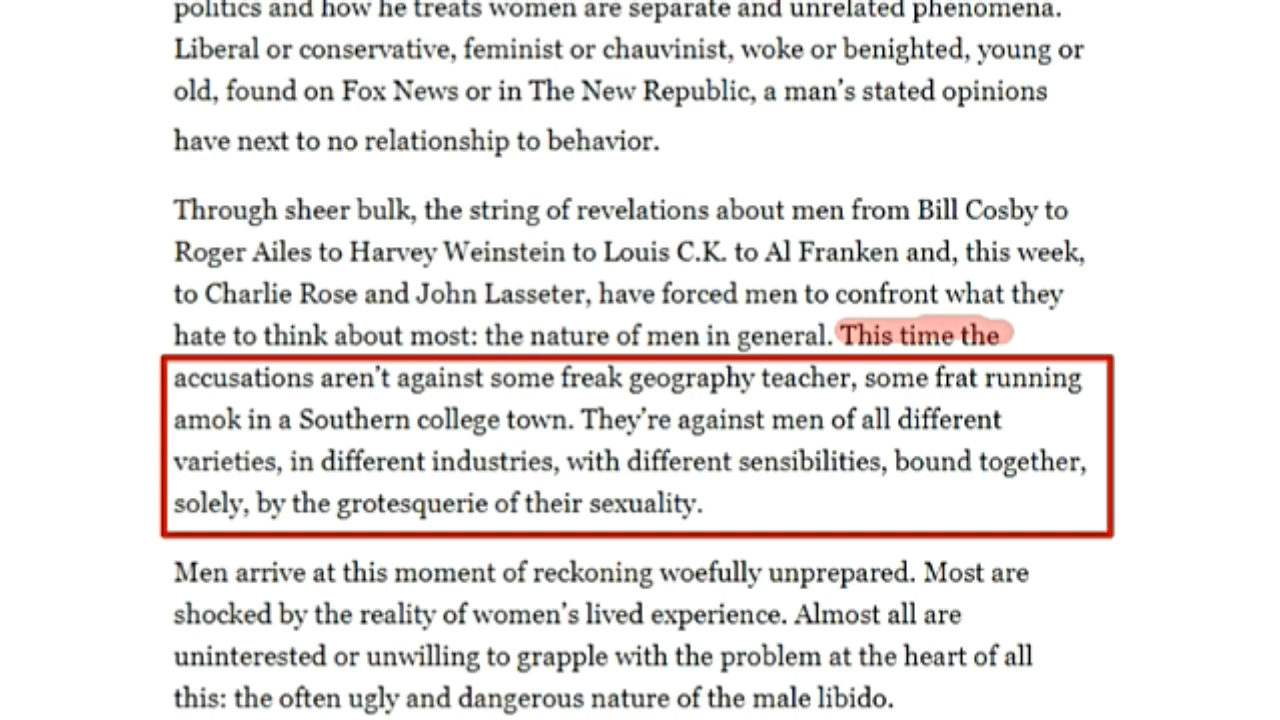 politics and how he treats women are separate and unrelated phenomena.
Liberal or conservative, feminist or chauvinist, woke or benighted, young or
old, found on Fox News or in The New Republic, a man's stated opinions
have next to no relationship to behavior.
Through sheer bulk, the string of revelations about men from Bill Cosby to
Roger Ailes to Harvey Weinstein to Louis C.K. to Al Franken and, this week,
to Charlie Rose and John Lasseter, have forced men to confront what they
hate to think about most: the nature of men in general. This time the
accusations aren't against some freak geography teacher, some frat running
amok in a Southern college town. They're against men of all different
varieties, in different industries, with different sensibilities, bound together,
solely, by the grotesquerie of their sexuality.
Men arrive at this moment of reckoning woefully unprepared. Most are
shocked by the reality of women's lived experience. Almost all are
uninterested or unwilling to grapple with the problem at the heart of all
this: the often ugly and dangerous nature of the male libido.